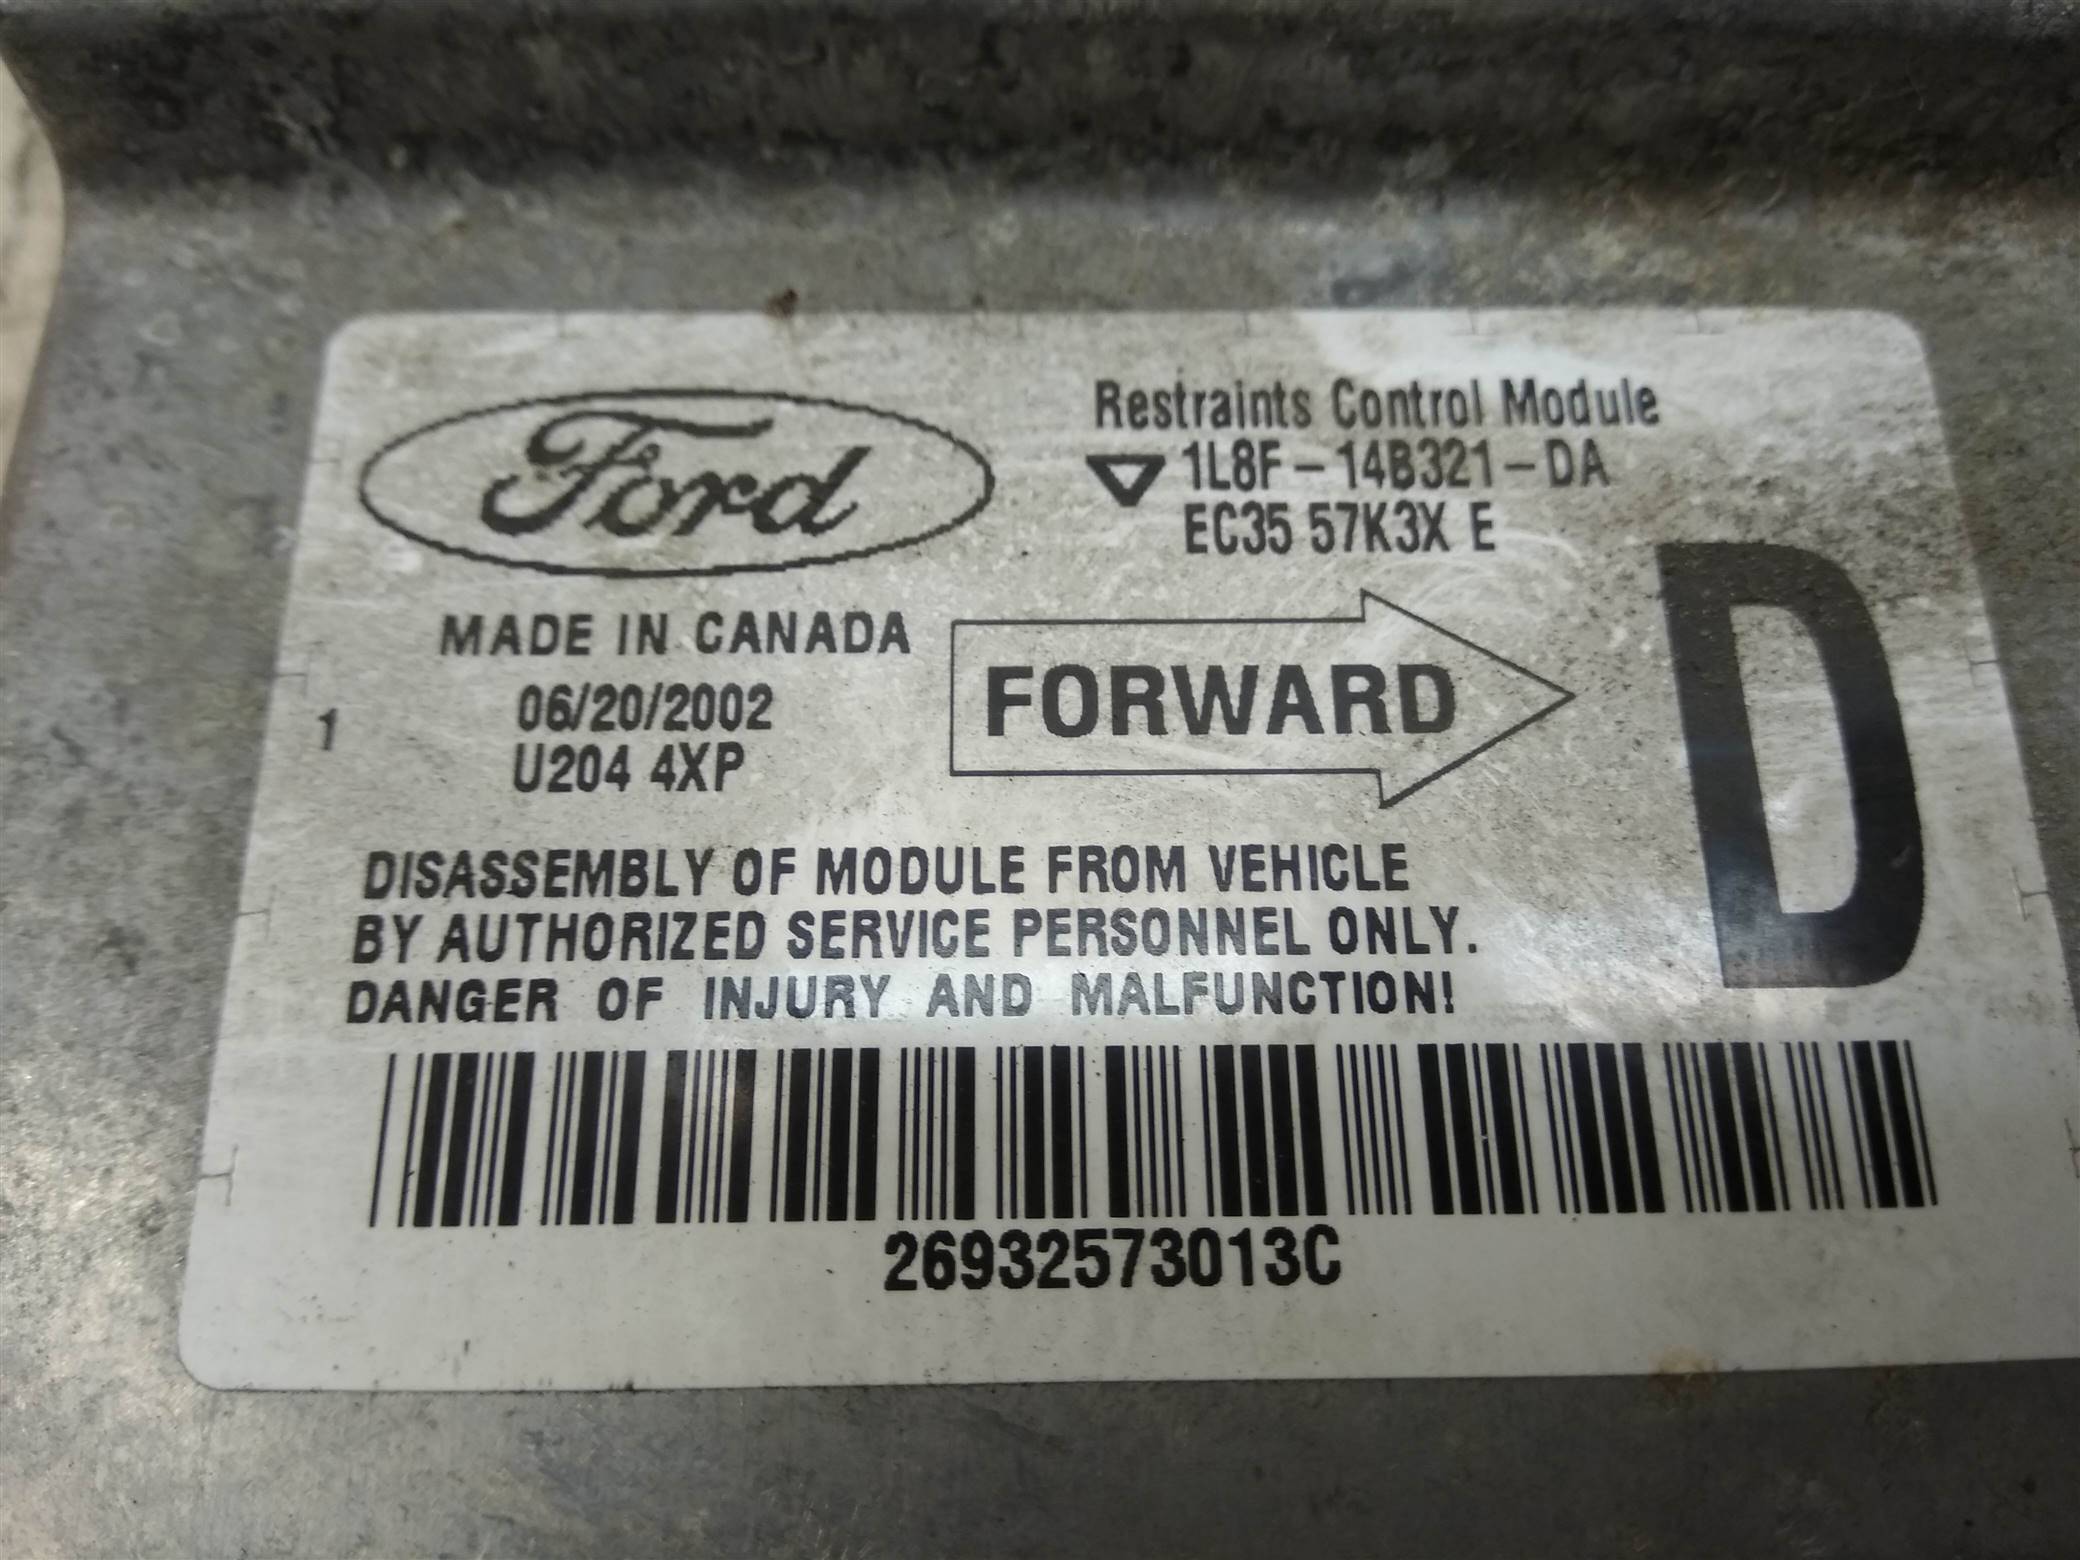 Ford
Restraints Control Module
1L8F-14B321-DA
EC35 57K3X E
MADE IN CANADA
FORWARD
D
1
06/20/2002
U204 4XP
DISASSEMBLY OF MODULE FROM VEHICLE
BY AUTHORIZED SERVICE PERSONNEL ONLY.
DANGER OF INJURY AND MALFUNCTION!
26932573013C